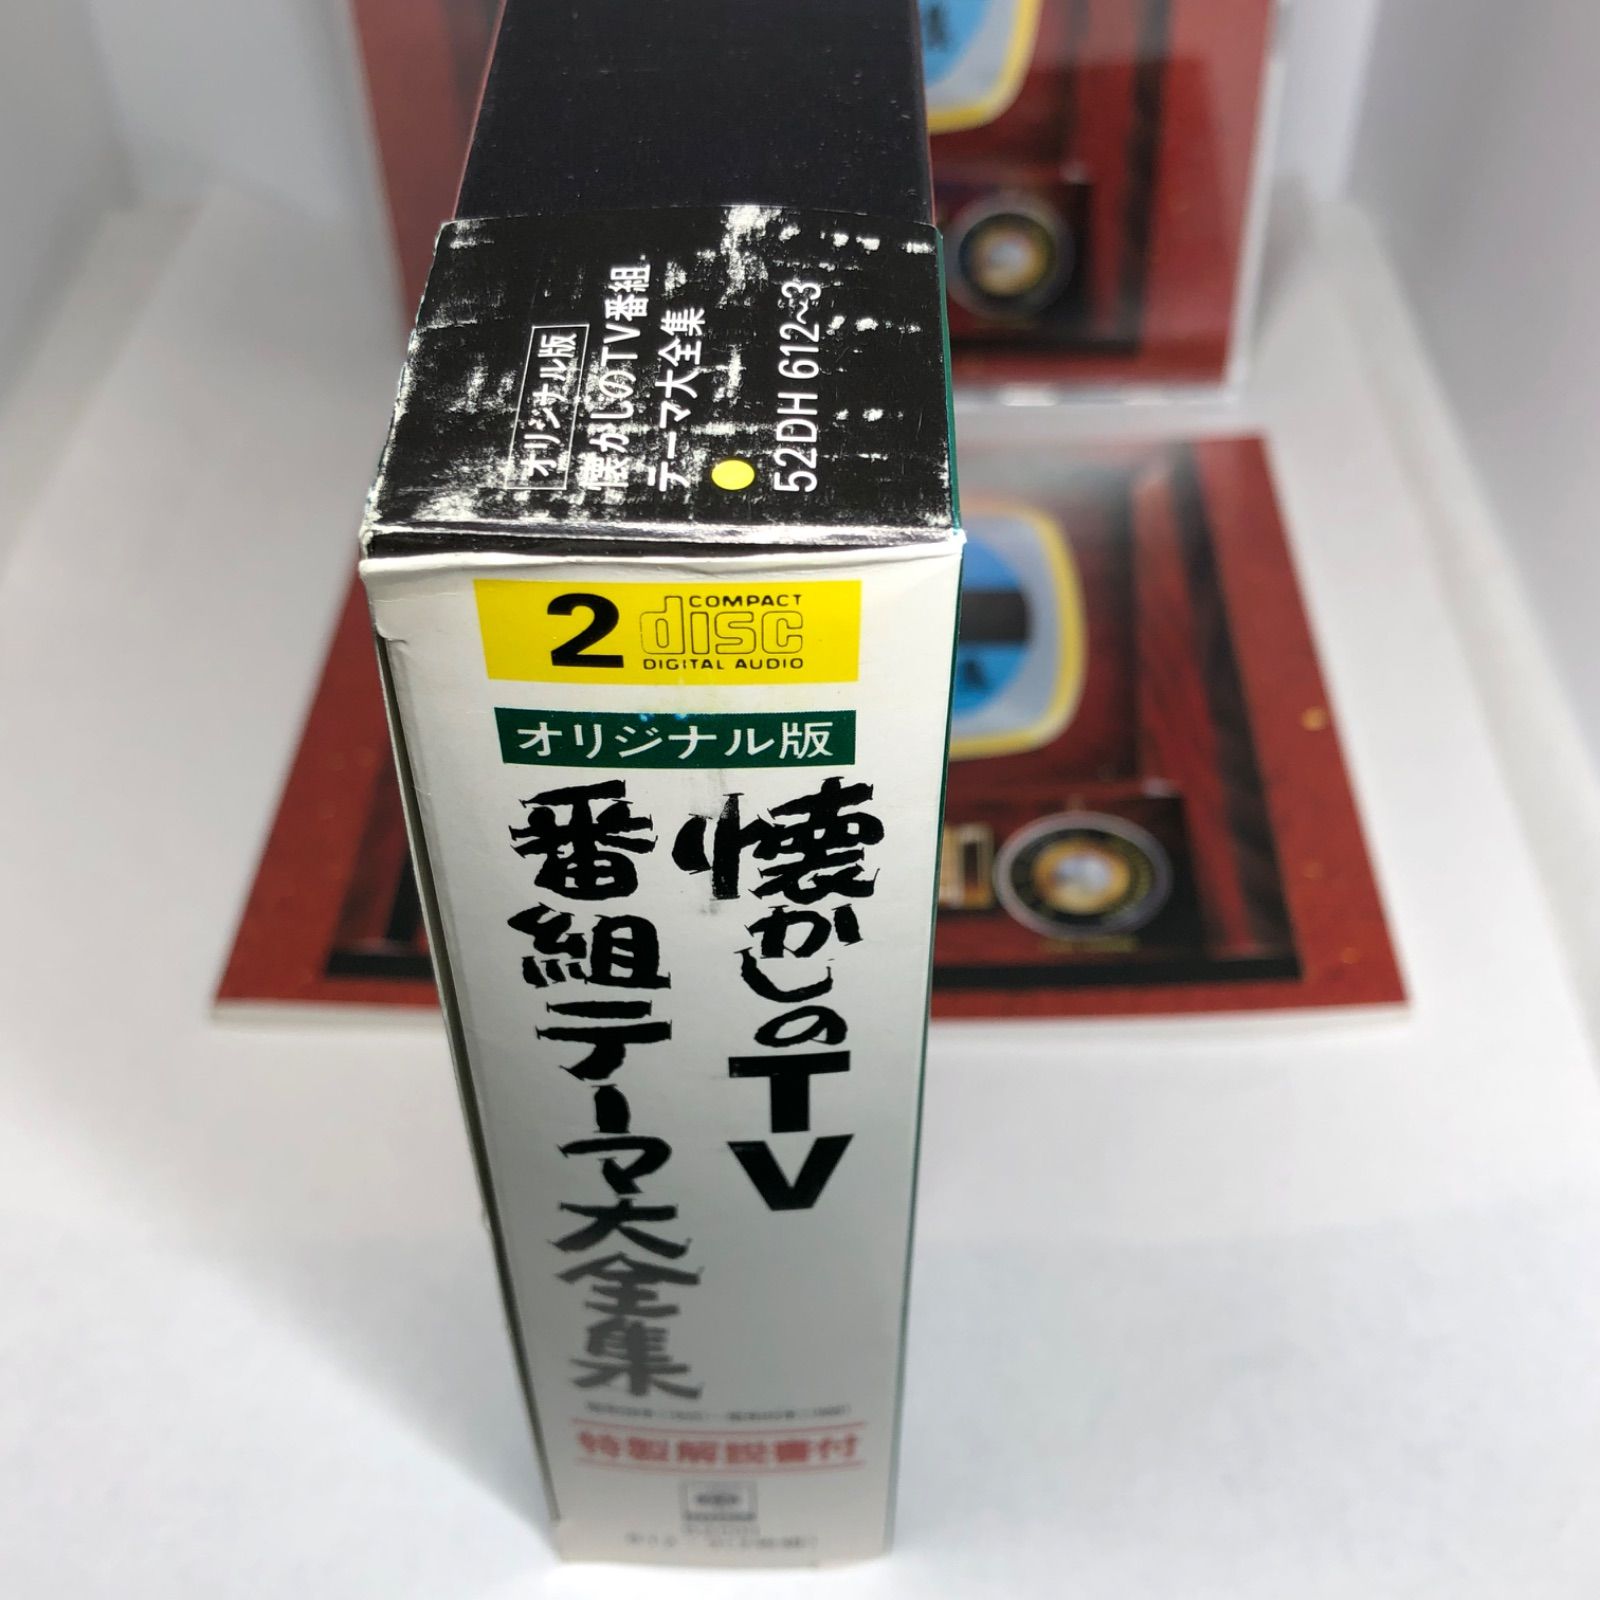 オリジナル版
懐かしのTV番組
テーマ大全集
52DH 612~3
2 COMPACT
disc
DIGITAL AUDIO
オリジナル版
懐かしのTV
番組テーマ大全集
特製解説書付